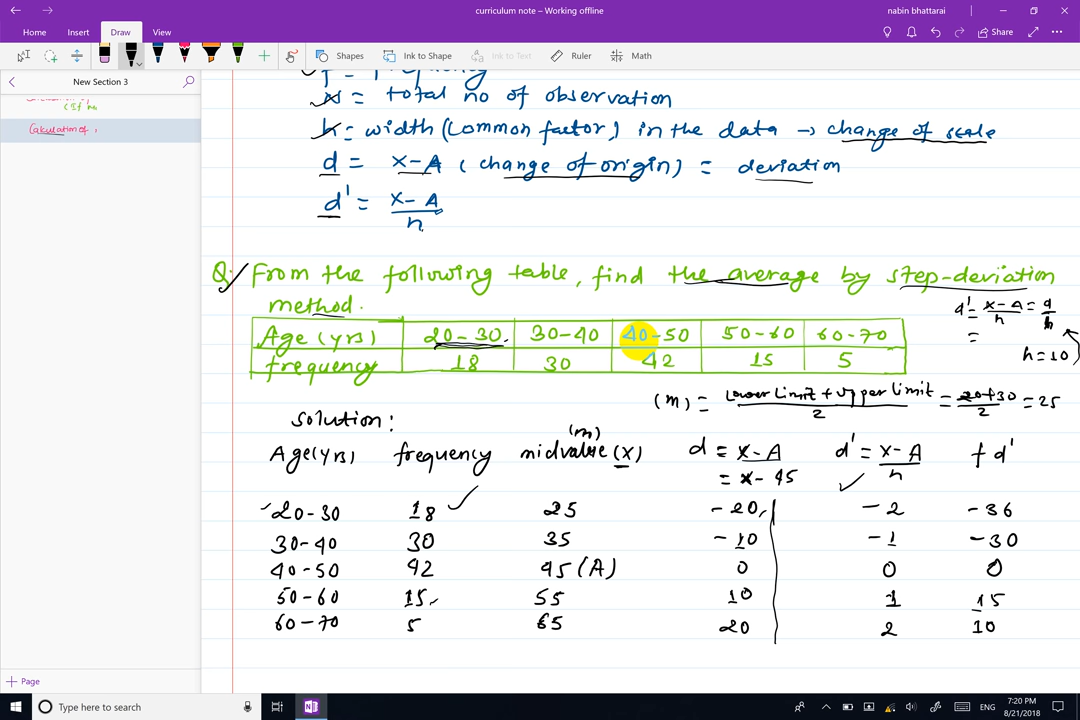 curriculum note – Working offline
nabin bhattarai
Home Insert Draw View
Share
Shapes Ink to Shape Ink to Text Ruler Math
New Section 3
Calculation of ,
f = frequency
N = total no of observation
h = width (common factor) in the data → change of scale
d = x-A (change of origin) = deviation
d' = x-A
h
Q: From the following table, find the average by step-deviation
method.
d' = x-A = d
h h
=
h=10
Age(yrs) 20-30 30-40 40-50 50-60 60-70
frequency 18 30 42 15 5
(m) = Lower limit + Upper limit = 20+30 = 25
2 2
Solution:
(m)
Age(yrs) frequency midvalue (x) d = x-A d' = x-A fd'
= x-45 h
20-30 18 25 -20 -2 -36
30-40 30 35 -10 -1 -30
40-50 42 45(A) 0 0 0
50-60 15 55 10 1 15
60-70 5 65 20 2 10
+ Page
Type here to search
ENG
7:20 PM
8/21/2018